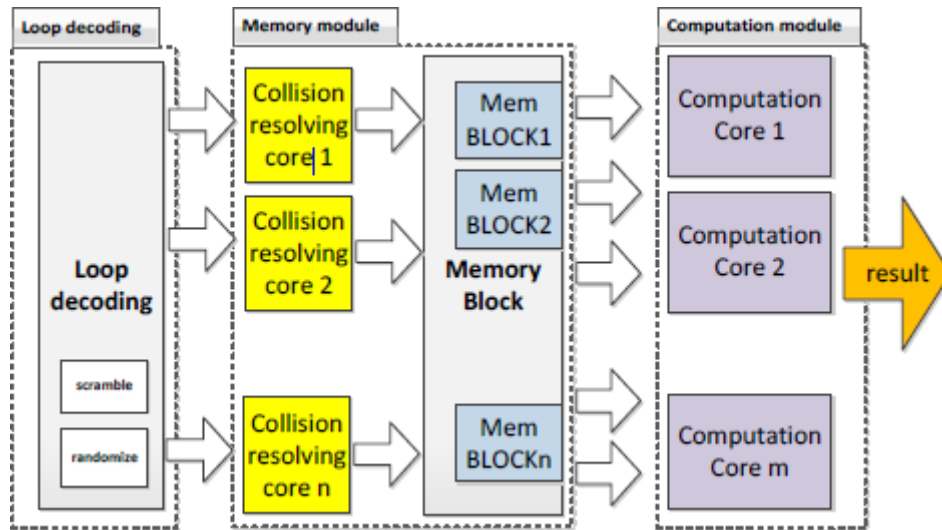 Loop decoding
Memory module
Computation module
Loop
decoding
scramble
randomize
Collision
resolving
core 1
Collision
resolving
core 2
Collision
resolving
core n
Mem
BLOCK1
Mem
BLOCK2
Memory
Block
Mem
BLOCKn
Computation
Core 1
Computation
Core 2
Computation
Core m
result